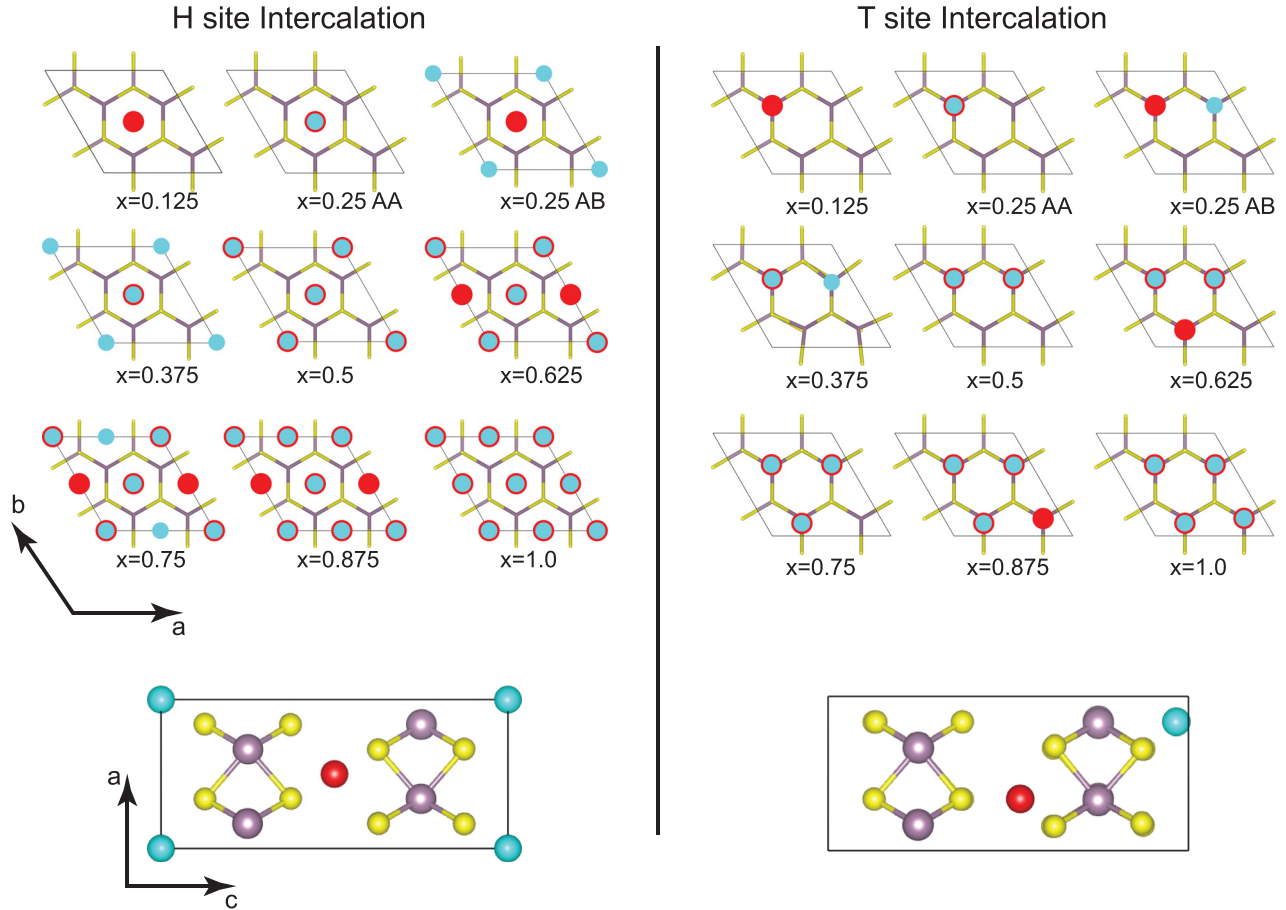 H site Intercalation
T site Intercalation
x=0.125
x=0.25 AA
x=0.25 AB
x=0.125
x=0.25 AA
x=0.25 AB
x=0.375
x=0.5
x=0.625
x=0.375
x=0.5
x=0.625
x=0.75
x=0.875
x=1.0
x=0.75
x=0.875
x=1.0
b
a
a
c